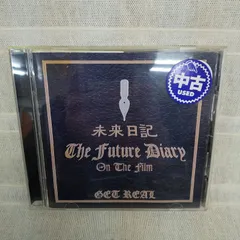 中古
USED
未来日記
The Future Diary
On The Film
GET REAL